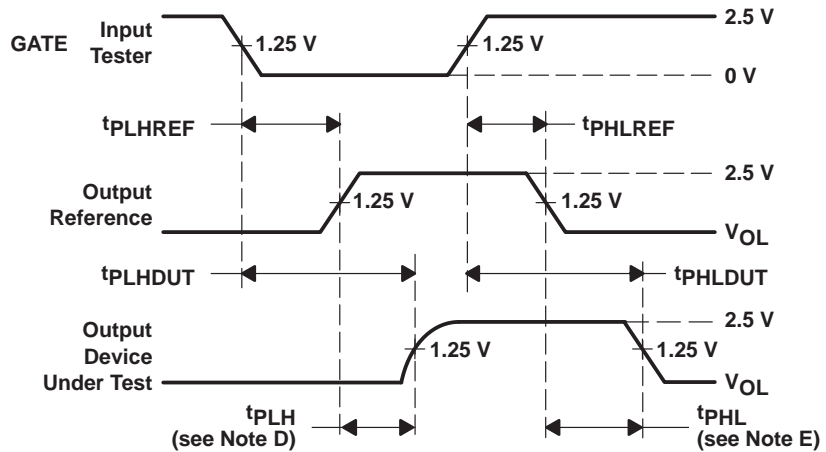 GATE
Input
Tester
1.25 V
1.25 V
2.5 V
0 V
tPLHREF
tPHLREF
Output
Reference
1.25 V
1.25 V
2.5 V
VOL
tPLHDUT
tPHLDUT
Output
Device
Under Test
1.25 V
1.25 V
2.5 V
VOL
tPLH
(see Note D)
tPHL
(see Note E)